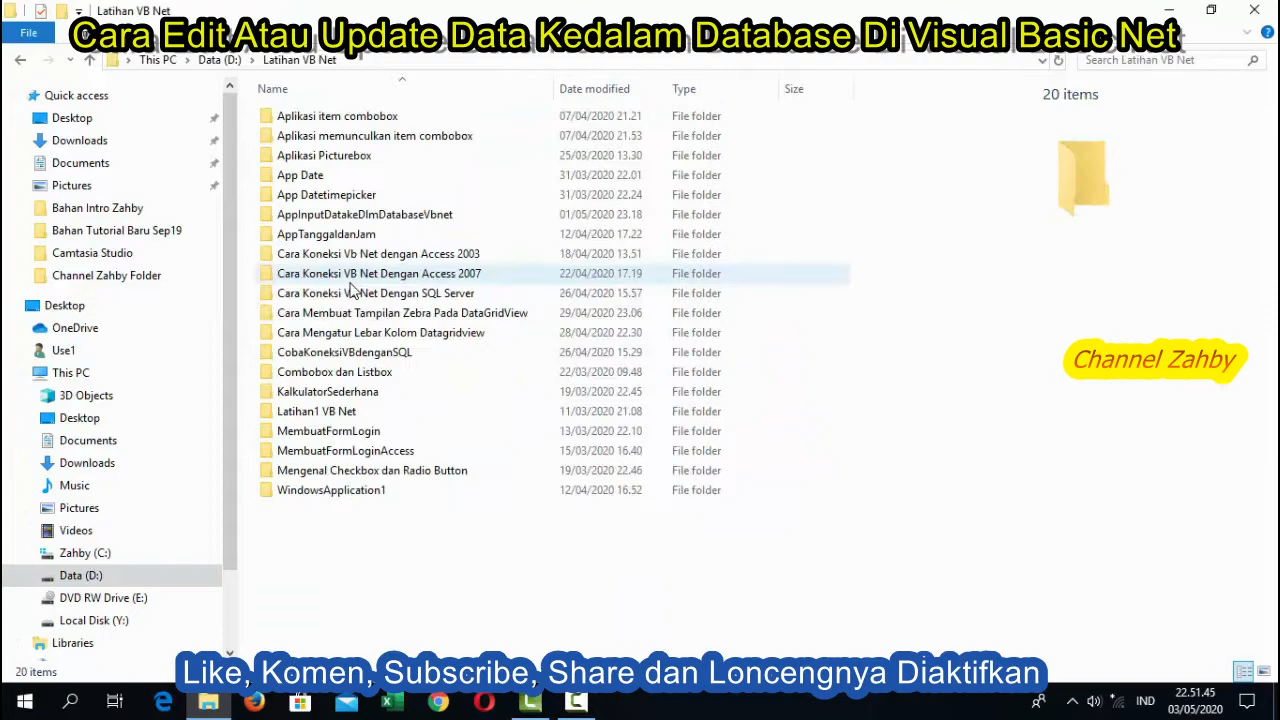 Latihan VB Net
Cara Edit Atau Update Data Kedalam Database Di Visual Basic Net
File
This PC > Data (D:) > Latihan VB Net
Search Latihan VB Net
Name Date modified Type Size
Quick access
Desktop
Downloads
Documents
Pictures
Bahan Intro Zahby
Bahan Tutorial Baru Sep19
Camtasia Studio
Channel Zahby Folder
Desktop
OneDrive
Use1
This PC
3D Objects
Desktop
Documents
Downloads
Music
Pictures
Videos
Zahby (C:)
Data (D:)
DVD RW Drive (E:)
Local Disk (Y:)
Libraries
Aplikasi item combobox 07/04/2020 21.21 File folder
Aplikasi memunculkan item combobox 07/04/2020 21.53 File folder
Aplikasi Picturebox 25/03/2020 13.30 File folder
App Date 31/03/2020 22.01 File folder
App Datetimepicker 31/03/2020 22.24 File folder
AppInputDatakeDlmDatabaseVbnet 01/05/2020 23.18 File folder
AppTanggaldanJam 12/04/2020 17.22 File folder
Cara Koneksi Vb Net dengan Access 2003 18/04/2020 13.51 File folder
Cara Koneksi VB Net Dengan Access 2007 22/04/2020 17.19 File folder
Cara Koneksi VB Net Dengan SQL Server 26/04/2020 15.57 File folder
Cara Membuat Tampilan Zebra Pada DataGridView 29/04/2020 23.06 File folder
Cara Mengatur Lebar Kolom Datagridview 28/04/2020 22.30 File folder
CobaKoneksiVBdenganSQL 26/04/2020 15.29 File folder
Combobox dan Listbox 22/03/2020 09.48 File folder
KalkulatorSederhana 19/03/2020 22.45 File folder
Latihan1 VB Net 11/03/2020 21.08 File folder
MembuatFormLogin 13/03/2020 22.10 File folder
MembuatFormLoginAccess 15/03/2020 16.40 File folder
Mengenal Checkbox dan Radio Button 19/03/2020 22.46 File folder
WindowsApplication1 12/04/2020 16.52 File folder
20 items
Channel Zahby
20 items
Like, Komen, Subscribe, Share dan Loncengnya Diaktifkan
IND
22.51.45
03/05/2020